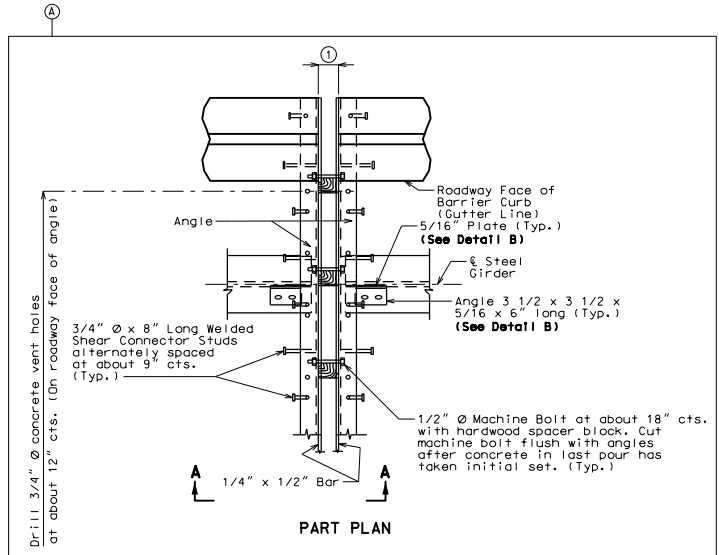 A
1
Roadway Face of
Barrier Curb
(Gutter Line)
5/16" Plate (Typ.)
(See Detail B)
Angle
℄ Steel
Girder
Angle 3 1/2 x 3 1/2 x
5/16 x 6" long (Typ.)
(See Detail B)
3/4" Ø x 8" Long Welded
Shear Connector Studs
alternately spaced
at about 9" cts.
(Typ.)
Drill 3/4" Ø concrete vent holes
at about 12" cts. (On roadway face of angle)
1/2" Ø Machine Bolt at about 18" cts.
with hardwood spacer block. Cut
machine bolt flush with angles
after concrete in last pour has
taken initial set. (Typ.)
A
1/4" x 1/2" Bar
A
PART PLAN